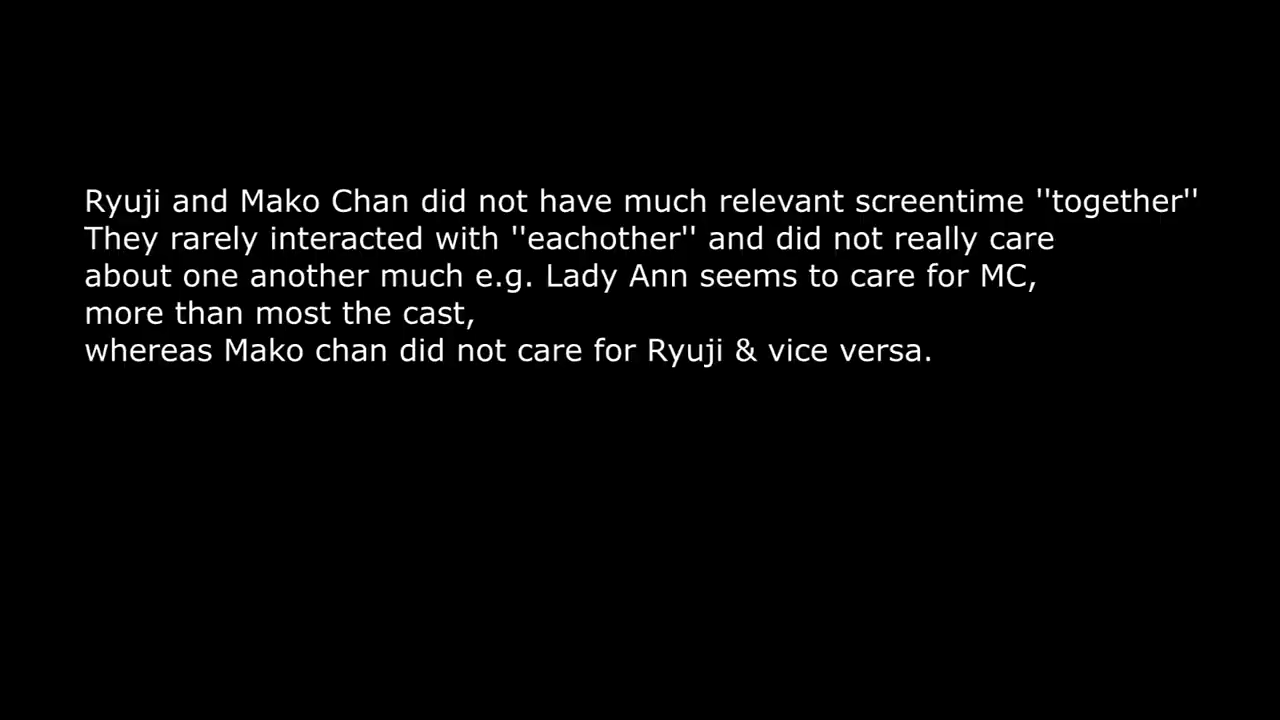 Ryuji and Mako Chan did not have much relevant screentime ''together''
They rarely interacted with ''eachother'' and did not really care
about one another much e.g. Lady Ann seems to care for MC,
more than most the cast,
whereas Mako chan did not care for Ryuji & vice versa.